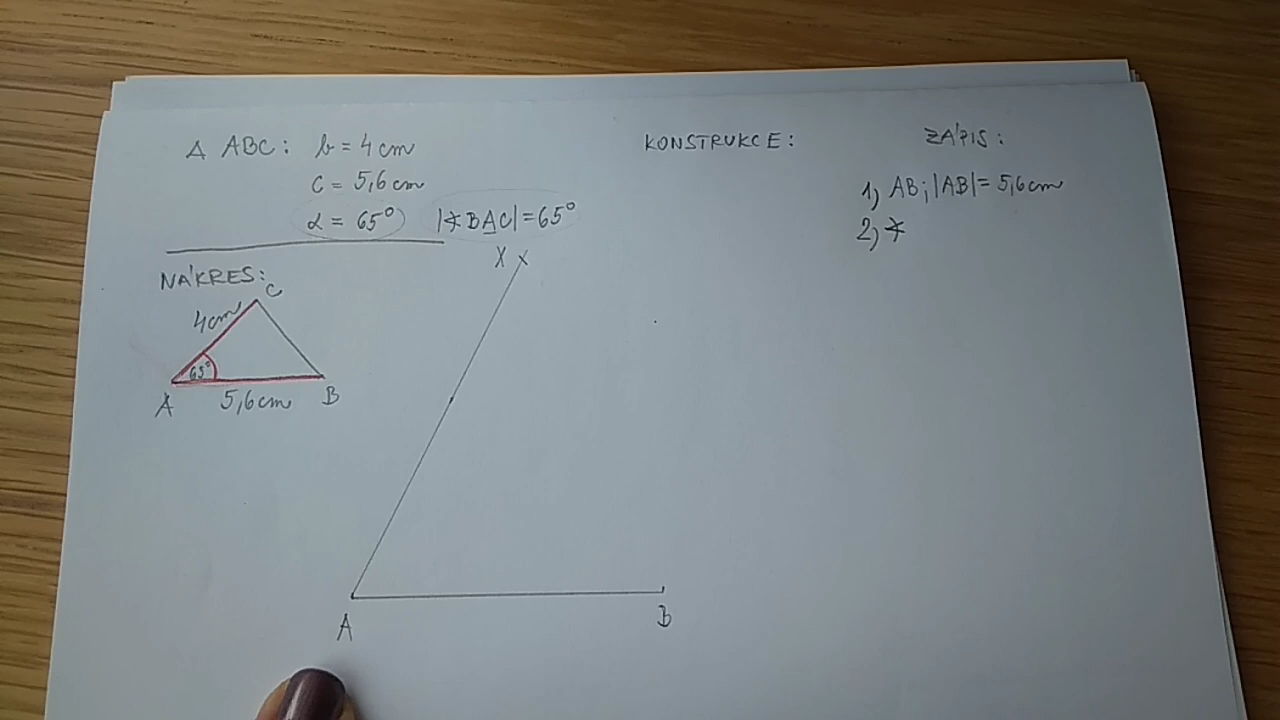 △ ABC: b = 4 cm
c = 5,6 cm
α = 65° |∢BAC| = 65°
NÁKRES:
C
4cm
65°
A 5,6cm B
X
A B
KONSTRUKCE:
ZÁPIS:
1) AB; |AB| = 5,6 cm
2) ∢